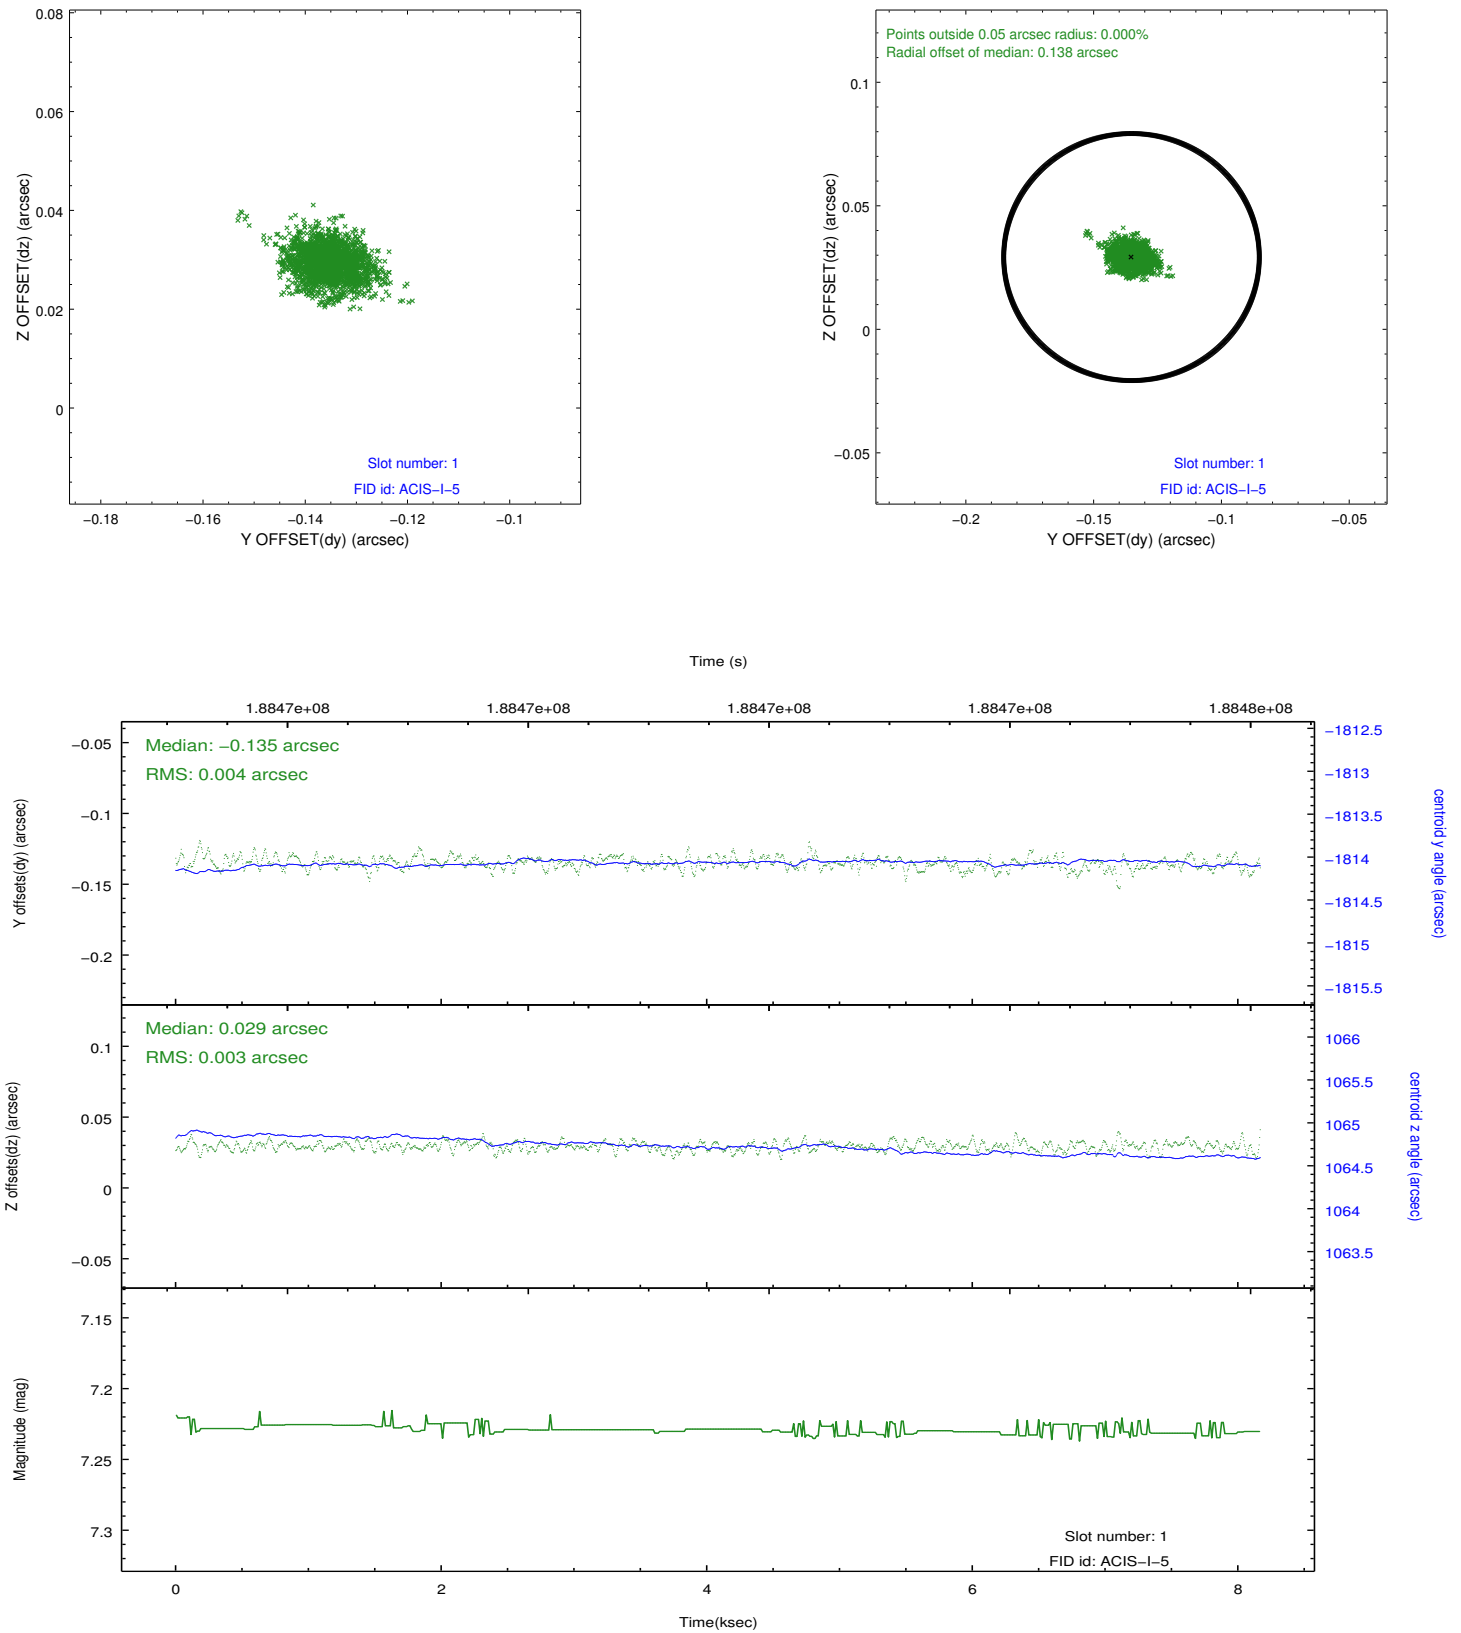 0.08
0.06
0.04
0.02
0
Z OFFSET(dz) (arcsec)
Slot number: 1
FID id: ACIS−I−5
−0.18
−0.16
−0.14
−0.12
−0.1
Y OFFSET(dy) (arcsec)
Points outside 0.05 arcsec radius: 0.000%
Radial offset of median: 0.138 arcsec
0.1
0.05
0
−0.05
Z OFFSET(dz) (arcsec)
Slot number: 1
FID id: ACIS−I−5
−0.2
−0.15
−0.1
−0.05
Y OFFSET(dy) (arcsec)
Time (s)
1.8847e+08
1.8847e+08
1.8847e+08
1.8847e+08
1.8848e+08
Median: −0.135 arcsec
RMS: 0.004 arcsec
−0.05
−0.1
−0.15
−0.2
Y offsets(dy) (arcsec)
−1812.5
−1813
−1813.5
−1814
−1814.5
−1815
−1815.5
centroid y angle (arcsec)
Median: 0.029 arcsec
RMS: 0.003 arcsec
0.1
0.05
0
−0.05
Z offsets(dz) (arcsec)
1066
1065.5
1065
1064.5
1064
1063.5
centroid z angle (arcsec)
7.15
7.2
7.25
7.3
Magnitude (mag)
Slot number: 1
FID id: ACIS−I−5
0
2
4
6
8
Time(ksec)